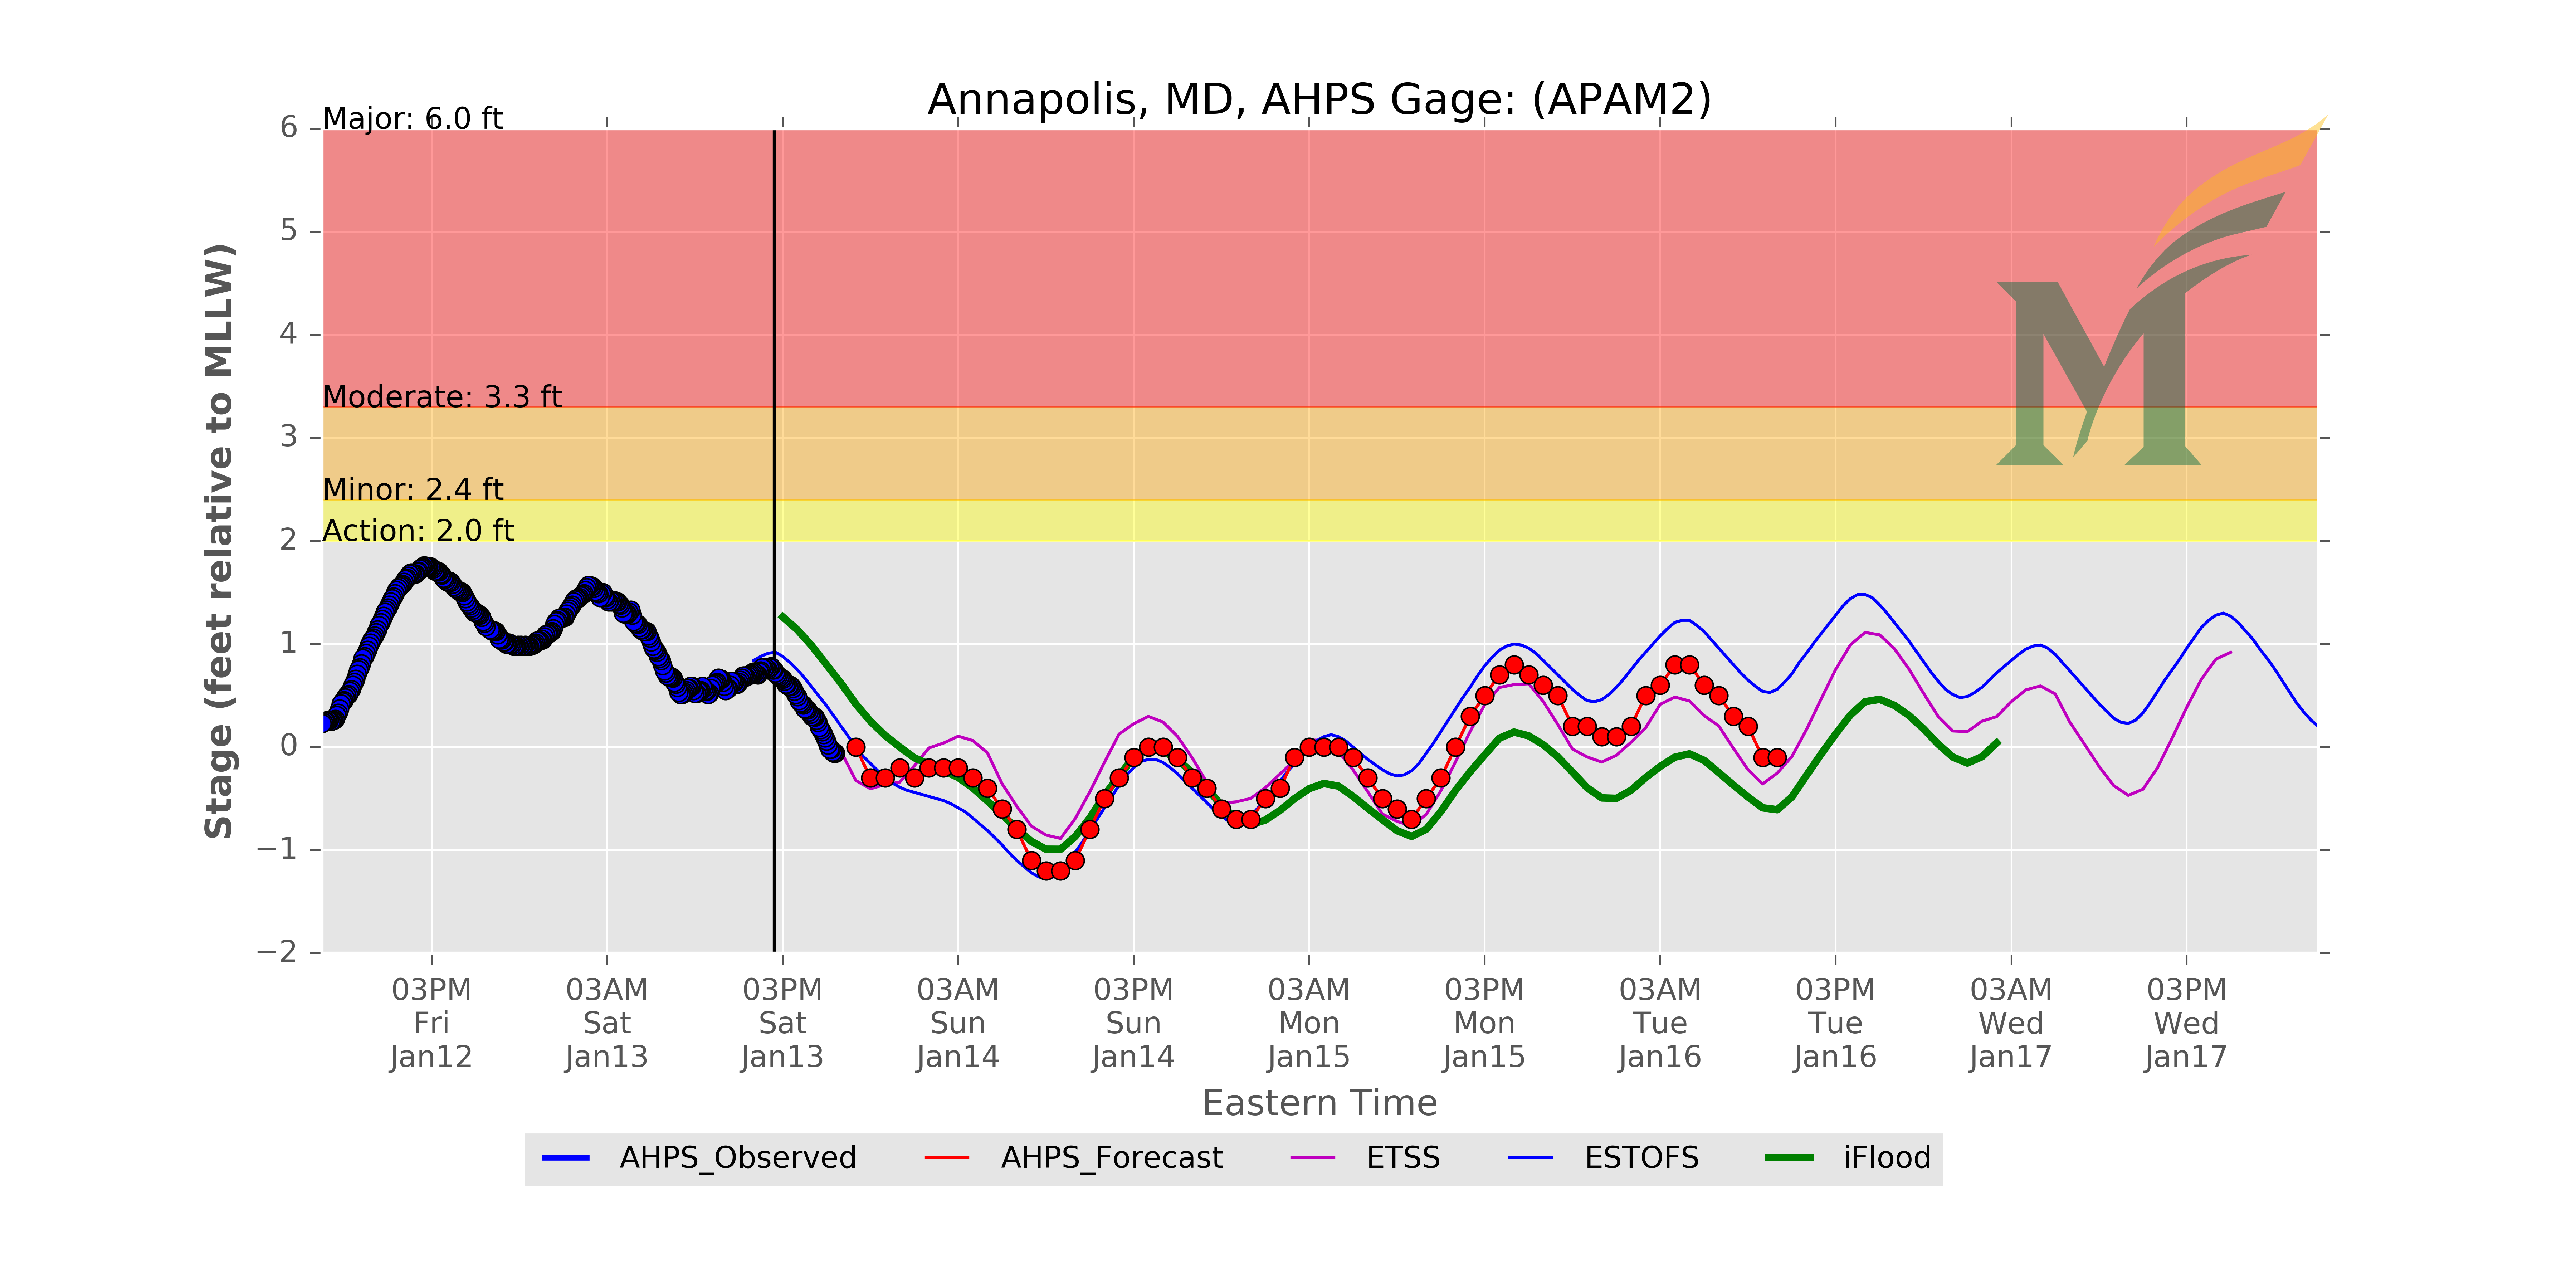 Annapolis, MD, AHPS Gage: (APAM2)
Major: 6.0 ft
Moderate: 3.3 ft
Minor: 2.4 ft
Action: 2.0 ft
Stage (feet relative to MLLW)
6
5
4
3
2
1
0
−1
−2
03PM 03AM 03PM 03AM 03PM 03AM 03PM 03AM 03PM 03AM 03PM
Fri Sat Sat Sun Sun Mon Mon Tue Tue Wed Wed
Jan12 Jan13 Jan13 Jan14 Jan14 Jan15 Jan15 Jan16 Jan16 Jan17 Jan17
Eastern Time
AHPS_Observed AHPS_Forecast ETSS ESTOFS iFlood